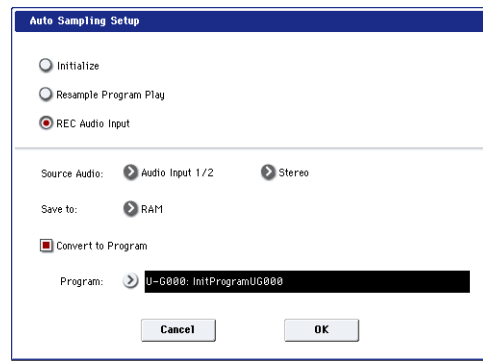 Auto Sampling Setup
Initialize
Resample Program Play
REC Audio Input
Source Audio: Audio Input 1/2 Stereo
Save to: RAM
Convert to Program
Program: U-G000: InitProgramUG000
Cancel OK